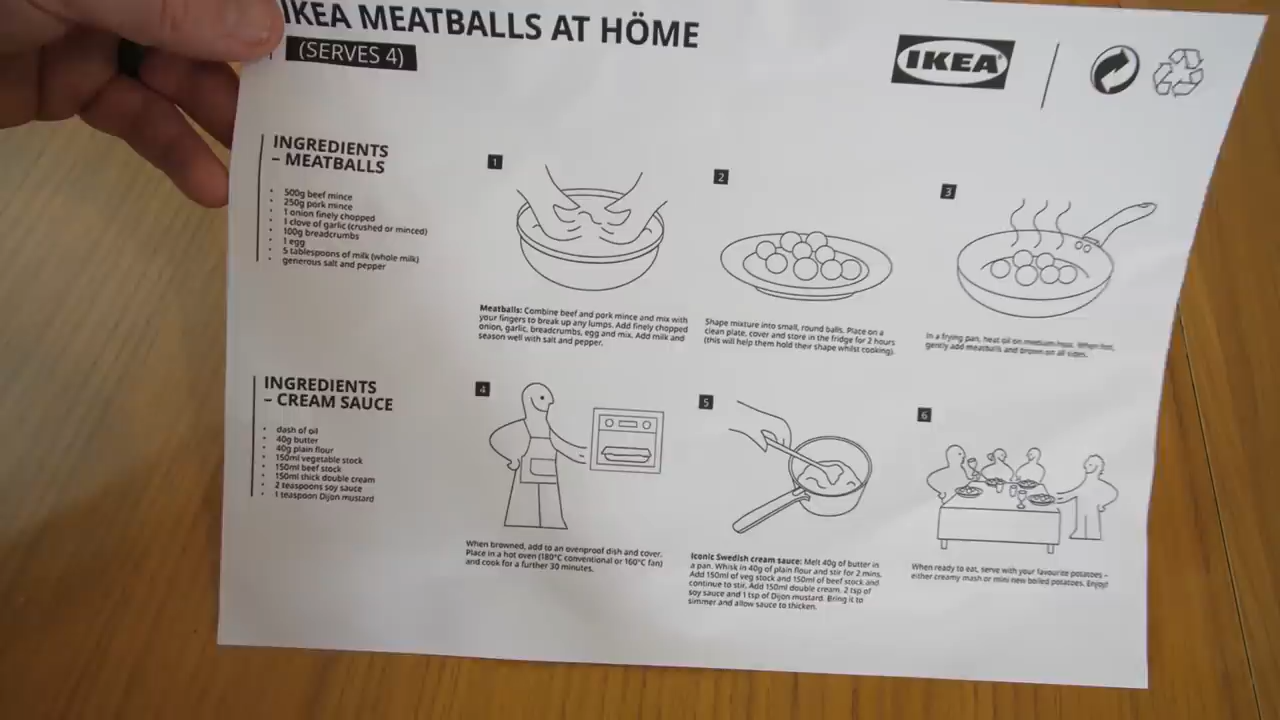 IKEA MEATBALLS AT HÖME
(SERVES 4)
IKEA
INGREDIENTS
– MEATBALLS
• 500g beef mince
• 250g pork mince
• 1 onion finely chopped
• 1 clove of garlic (crushed or minced)
• 100g breadcrumbs
• 1 egg
• 5 tablespoons of milk (whole milk)
• generous salt and pepper
1
Meatballs: Combine beef and pork mince and mix with
your fingers to break up any lumps. Add finely chopped
onion, garlic, breadcrumbs, egg and mix. Add milk and
season well with salt and pepper.
2
Shape mixture into small, round balls. Place on a
clean plate, cover and store in the fridge for 2 hours
(this will help them hold their shape whilst cooking).
3
In a frying pan, heat oil on medium heat. When hot,
gently add meatballs and brown on all sides.
INGREDIENTS
– CREAM SAUCE
• dash of oil
• 40g butter
• 40g plain flour
• 150ml vegetable stock
• 150ml beef stock
• 150ml thick double cream
• 2 teaspoons soy sauce
• 1 teaspoon Dijon mustard
4
When browned, add to an ovenproof dish and cover.
Place in a hot oven (180°C conventional or 160°C fan)
and cook for a further 30 minutes.
5
Iconic Swedish cream sauce: Melt 40g of butter in
a pan. Whisk in 40g of plain flour and stir for 2 mins.
Add 150ml of veg stock and 150ml of beef stock and
continue to stir. Add 150ml double cream, 2 tsp of
soy sauce and 1 tsp of Dijon mustard. Bring it to
simmer and allow sauce to thicken.
6
When ready to eat, serve with your favourite potatoes –
either creamy mash or mini new boiled potatoes. Enjoy!